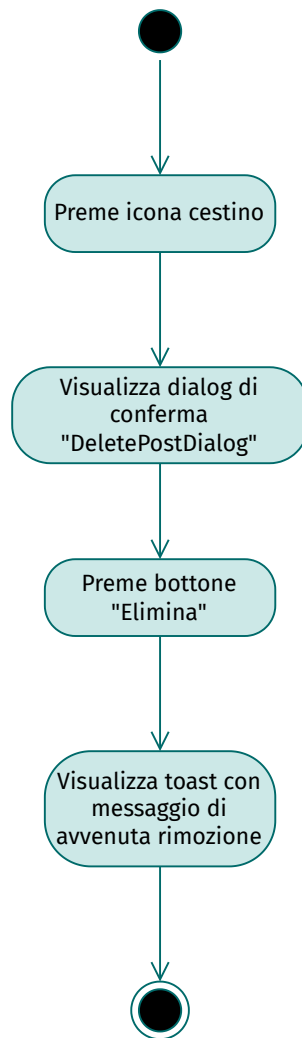 Preme icona cestino
Visualizza dialog di
conferma
"DeletePostDialog"
Preme bottone
"Elimina"
Visualizza toast con
messaggio di
avvenuta rimozione